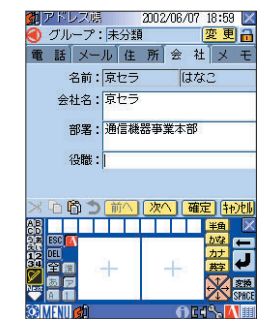 アドレス帳 2002/06/07 18:59
グループ：未分類 変更
電話 メール 住所 会社 メモ
名前：京セラ はなこ
会社名：京セラ
部署：通信機器事業本部
役職：
前へ 次へ 確定 ｷｬﾝｾﾙ
半角
ESC かな
DEL カナ
全 英字
あ ア 変換
Next A 1 SPACE
MENU